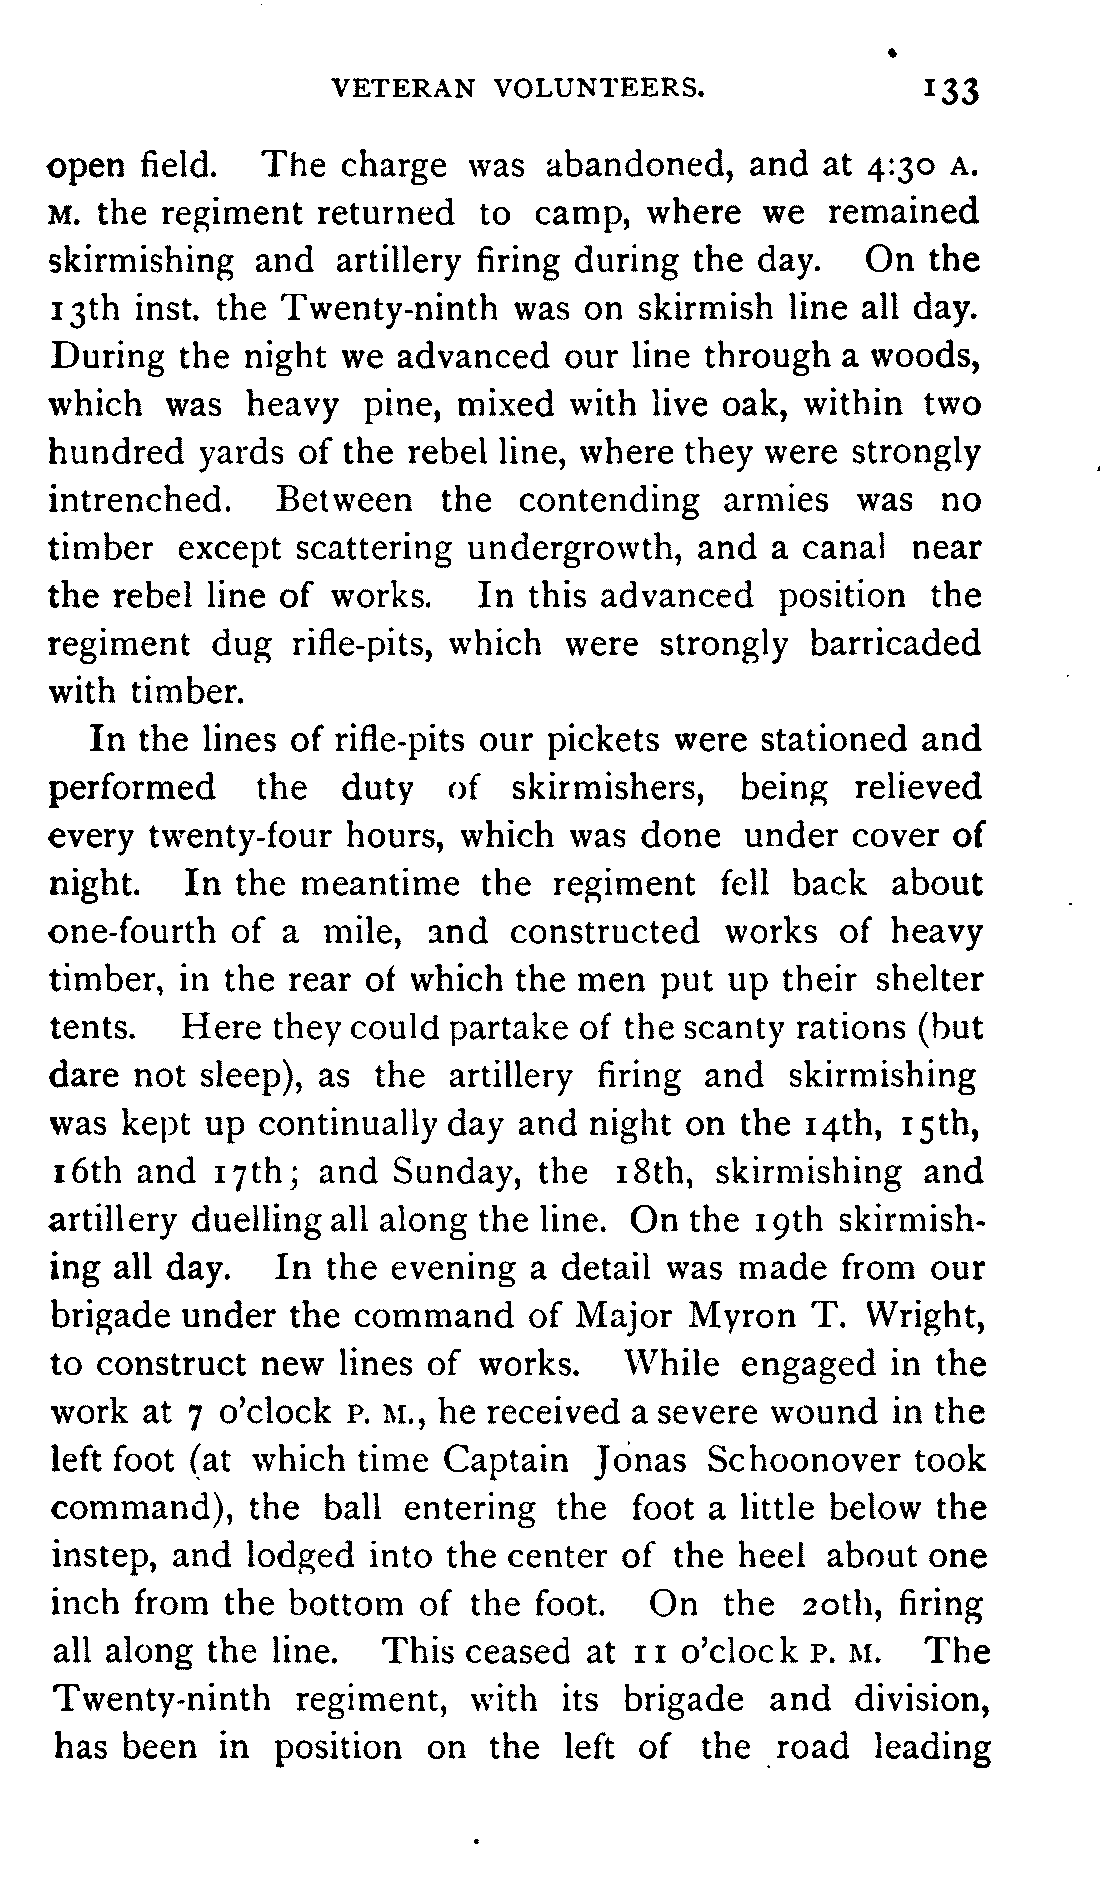 VETERAN VOLUNTEERS. 133
open field. The charge was abandoned, and at 4:30 A.
M. the regiment returned to camp, where we remained
skirmishing and artillery firing during the day. On the
13th inst. the Twenty-ninth was on skirmish line all day.
During the night we advanced our line through a woods,
which was heavy pine, mixed with live oak, within two
hundred yards of the rebel line, where they were strongly
intrenched. Between the contending armies was no
timber except scattering undergrowth, and a canal near
the rebel line of works. In this advanced position the
regiment dug rifle-pits, which were strongly barricaded
with timber.
In the lines of rifle-pits our pickets were stationed and
performed the duty of skirmishers, being relieved
every twenty-four hours, which was done under cover of
night. In the meantime the regiment fell back about
one-fourth of a mile, and constructed works of heavy
timber, in the rear of which the men put up their shelter
tents. Here they could partake of the scanty rations (but
dare not sleep), as the artillery firing and skirmishing
was kept up continually day and night on the 14th, 15th,
16th and 17th; and Sunday, the 18th, skirmishing and
artillery duelling all along the line. On the 19th skirmish-
ing all day. In the evening a detail was made from our
brigade under the command of Major Myron T. Wright,
to construct new lines of works. While engaged in the
work at 7 o'clock P. M., he received a severe wound in the
left foot (at which time Captain Jonas Schoonover took
command), the ball entering the foot a little below the
instep, and lodged into the center of the heel about one
inch from the bottom of the foot. On the 20th, firing
all along the line. This ceased at 11 o'clock P. M. The
Twenty-ninth regiment, with its brigade and division,
has been in position on the left of the road leading